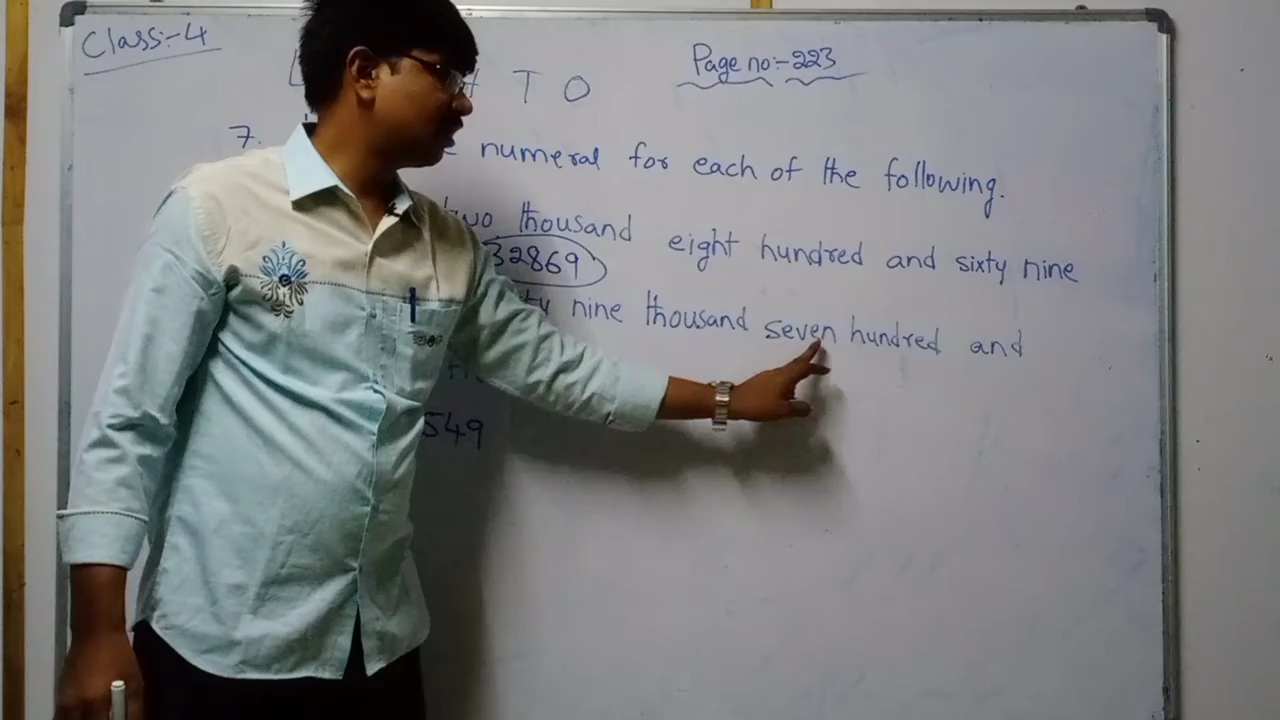 Class:-4
Page no:-223
T O
7. numeral for each of the following.
two thousand eight hundred and sixty nine
32869
nine thousand seven hundred and
549